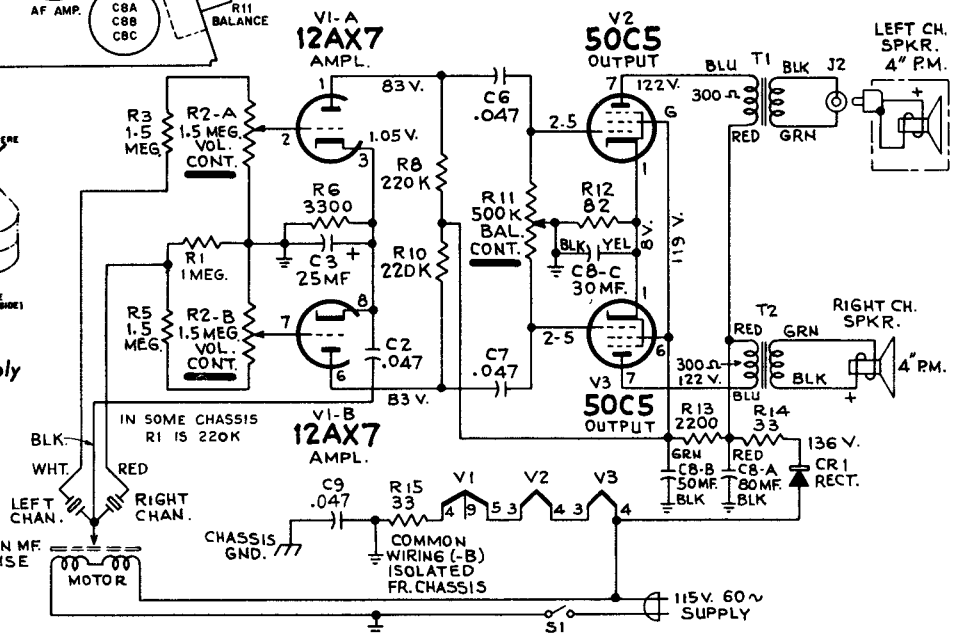 AF AMP.
C8A
C8B
C8C
R11
BALANCE
V1-A
12AX7
AMPL.
V2
50C5
OUTPUT
LEFT CH.
SPKR.
4" P.M.
R3
1.5
MEG.
R2-A
1.5 MEG.
VOL.
CONT.
1
2
3
83 V.
1.05 V.
C6
.047
2-5
7
122V.
6
1
BLU
T1
BLK
J2
300 Ω
RED
GRN
+
R8
220K
R6
3300
R11
500K
BAL.
CONT.
R12
82
8 V.
119 V.
R1
1 MEG.
C3
25MF
+
R10
220K
BLK
YEL
C8-C
30 MF.
R5
1.5
MEG.
R2-B
1.5 MEG.
VOL.
CONT.
7
8
6
C2
.047
83 V.
C7
.047
2-5
1
6
7
T2
RED
GRN
RIGHT CH.
SPKR.
300 Ω
122 V.
BLU
BLK
+
4" P.M.
V1-B
12AX7
AMPL.
V3
50C5
OUTPUT
IN SOME CHASSIS
R1 IS 220K
R13
2200
R14
33
136 V.
CR1
RECT.
GRN
C8-B
50MF.
BLK
RED
C8-A
80MF.
BLK
BLK
WHT.
RED
LEFT
CHAN.
RIGHT
CHAN.
C9
.047
R15
33
V1
V2
V3
4
9
5
3
4
3
4
CHASSIS
GND.
COMMON
WIRING (-B)
ISOLATED
FR. CHASSIS
MOTOR
S1
115V. 60~
SUPPLY